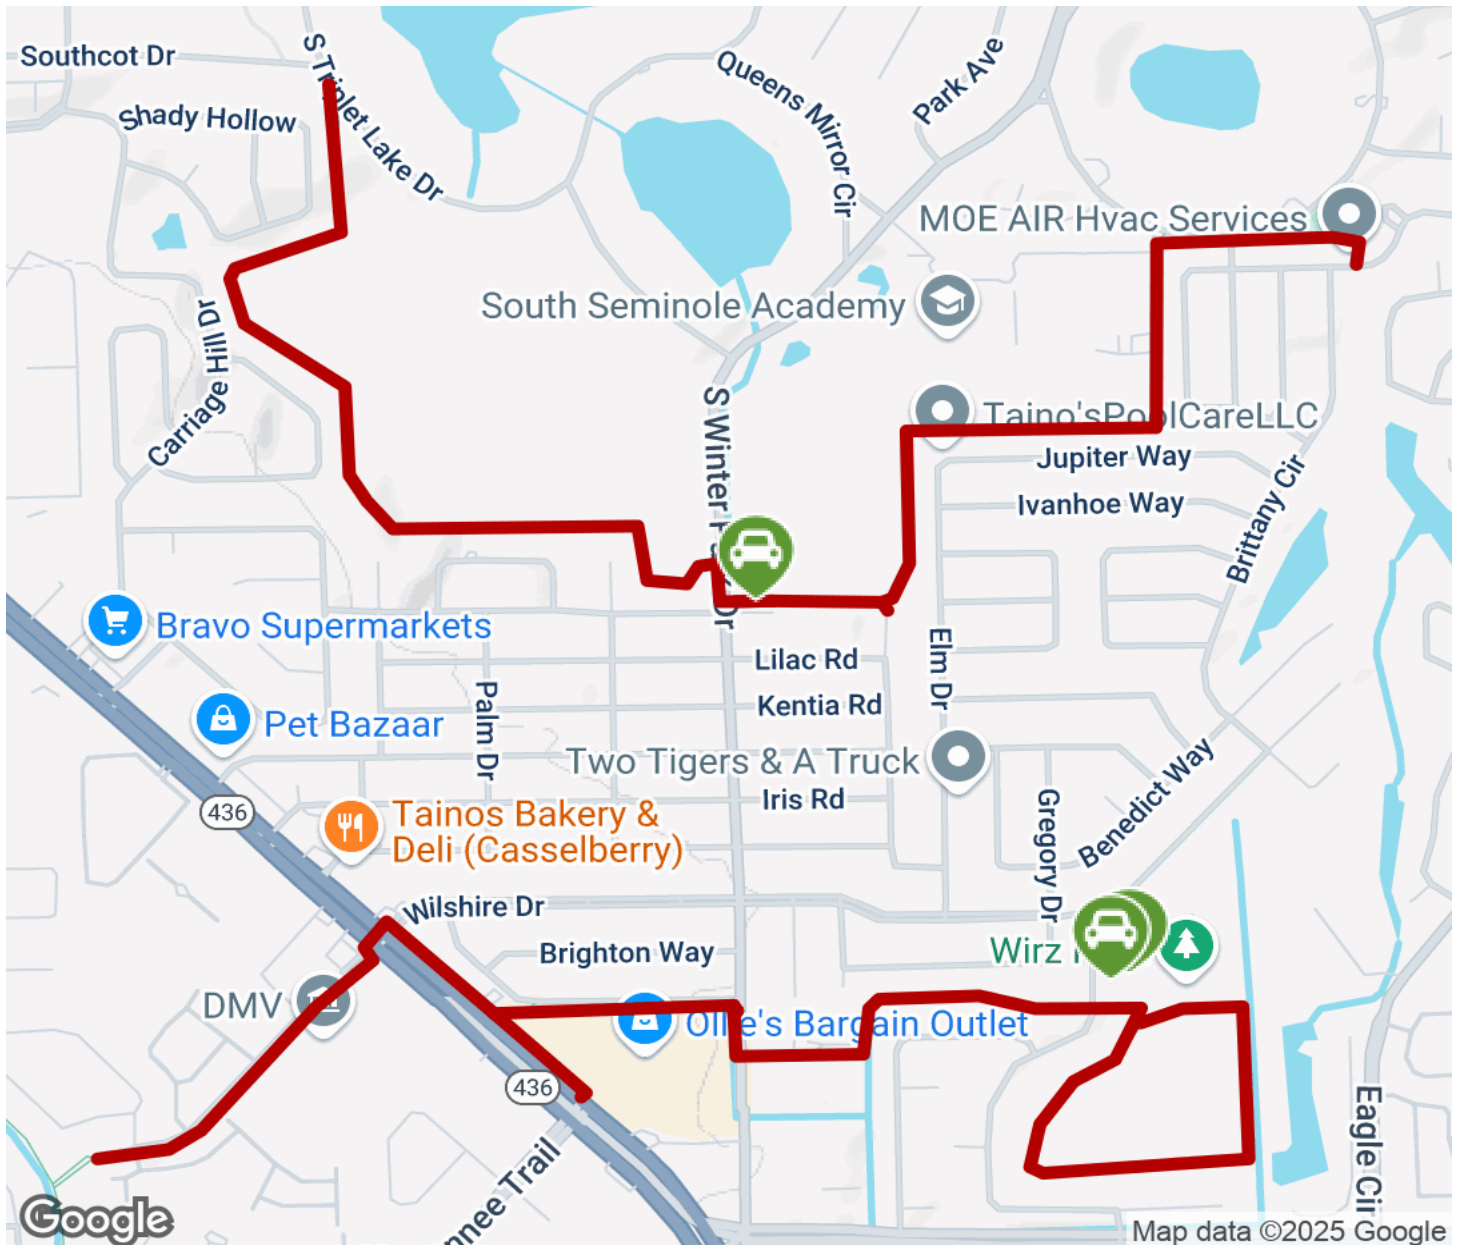 Southcot Dr
S Triplet Lake Dr
Shady Hollow
Queens Mirror Cir
Park Ave
MOE AIR Hvac Services
South Seminole Academy
Carriage Hill Dr
S Winter Park Dr
Taino'sPoolCareLLC
Jupiter Way
Ivanhoe Way
Brittany Cir
Bravo Supermarkets
Lilac Rd
Elm Dr
Palm Dr
Kentia Rd
Pet Bazaar
Two Tigers & A Truck
Iris Rd
436
Tainos Bakery &
Deli (Casselberry)
Gregory Dr
Benedict Way
Wilshire Dr
Brighton Way
Wirz
DMV
Ollie's Bargain Outlet
436
Eagle Cir
nnee Trail
Google
Map data ©2025 Google